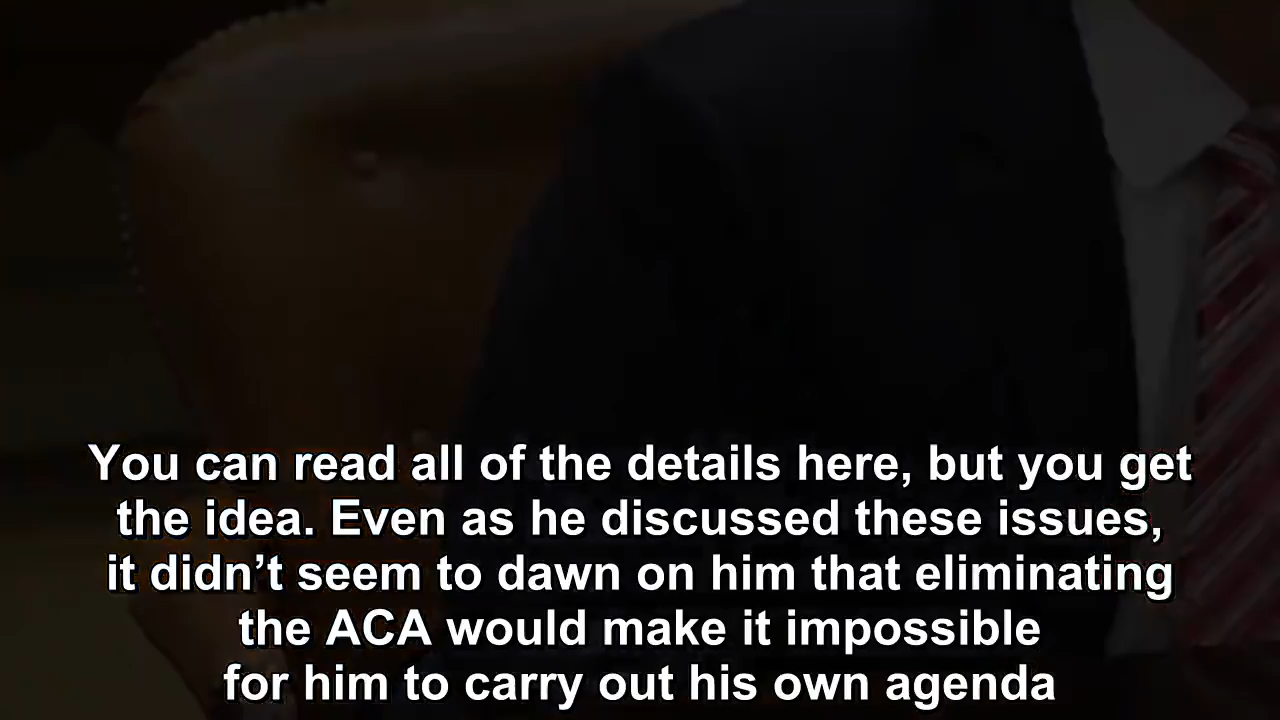 You can read all of the details here, but you get
the idea. Even as he discussed these issues,
it didn’t seem to dawn on him that eliminating
the ACA would make it impossible
for him to carry out his own agenda